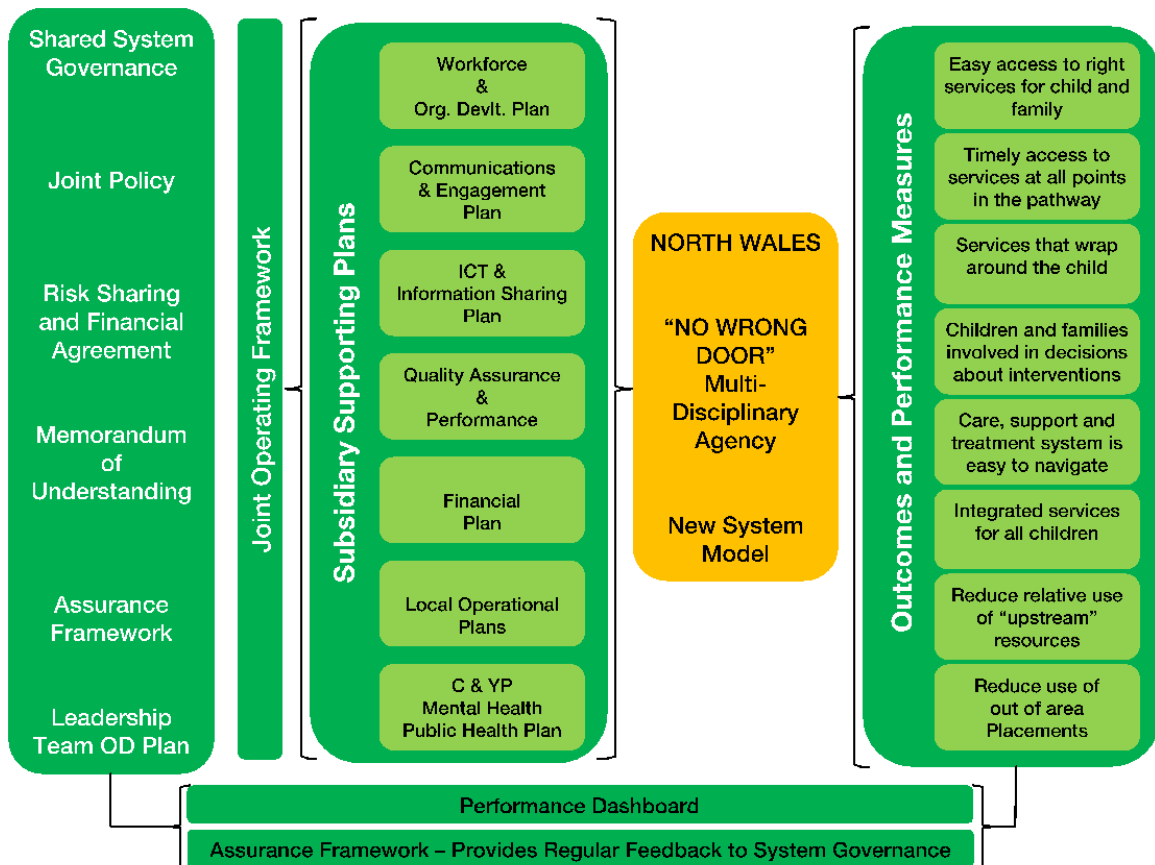 Shared System
Governance
Joint Policy
Risk Sharing
and Financial
Agreement
Memorandum
of
Understanding
Assurance
Framework
Leadership
Team OD Plan
Joint Operating Framework
Subsidiary Supporting Plans
Workforce
&
Org. Devlt. Plan
Communications
& Engagement
Plan
ICT &
Information Sharing
Plan
Quality Assurance
&
Performance
Financial
Plan
Local Operational
Plans
C & YP
Mental Health
Public Health Plan
NORTH WALES
“NO WRONG
DOOR”
Multi-
Disciplinary
Agency
New System
Model
Outcomes and Performance Measures
Easy access to right
services for child and
family
Timely access to
services at all points
in the pathway
Services that wrap
around the child
Children and families
involved in decisions
about interventions
Care, support and
treatment system is
easy to navigate
Integrated services
for all children
Reduce relative use
of “upstream”
resources
Reduce use of
out of area
Placements
Performance Dashboard
Assurance Framework – Provides Regular Feedback to System Governance